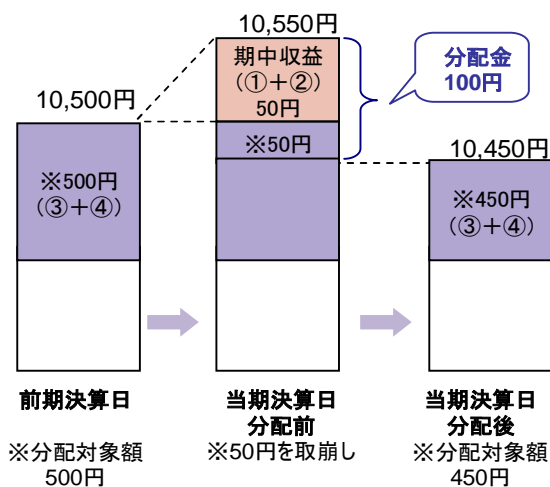 10,500円
※500円
（③＋④）
前期決算日
※分配対象額
500円
10,550円
期中収益
（①＋②）
50円
※50円
分配金
100円
当期決算日
分配前
※50円を取崩し
10,450円
※450円
（③＋④）
当期決算日
分配後
※分配対象額
450円